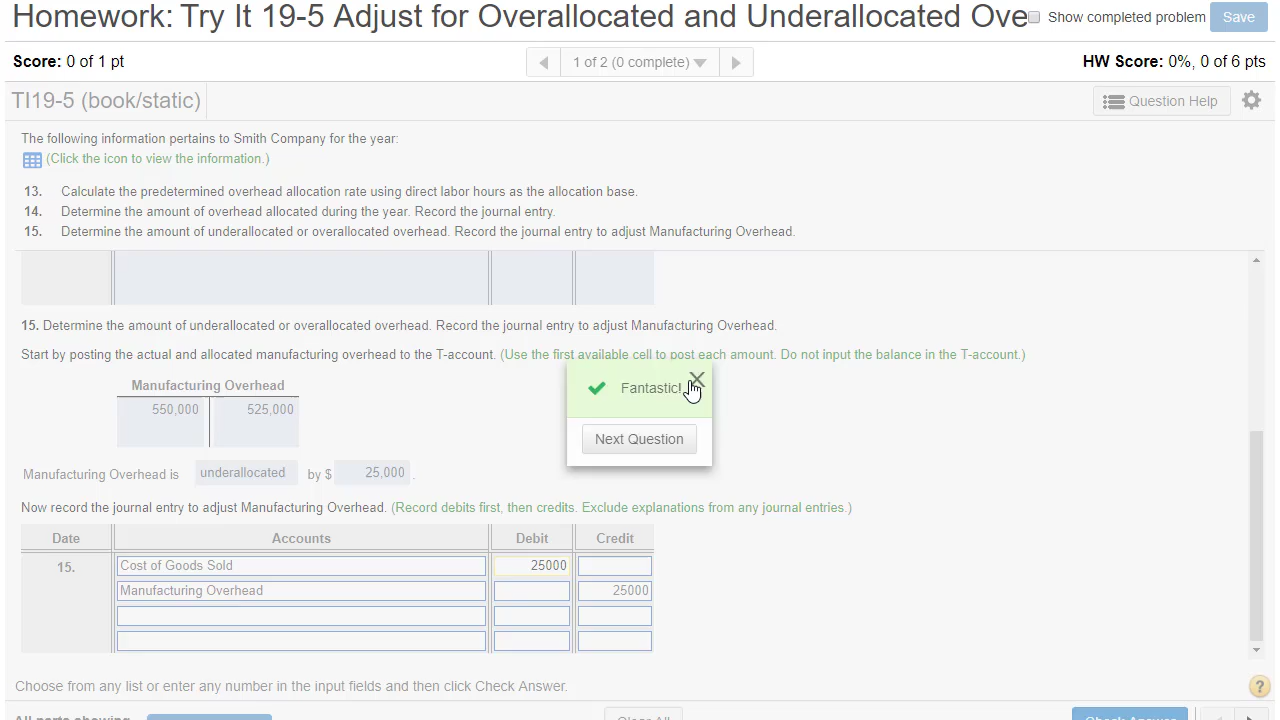 Homework: Try It 19-5 Adjust for Overallocated and Underallocated Ove
Show completed problem
Save
Score: 0 of 1 pt
1 of 2 (0 complete)
HW Score: 0%, 0 of 6 pts
TI19-5 (book/static)
Question Help
The following information pertains to Smith Company for the year:
(Click the icon to view the information.)
13. Calculate the predetermined overhead allocation rate using direct labor hours as the allocation base.
14. Determine the amount of overhead allocated during the year. Record the journal entry.
15. Determine the amount of underallocated or overallocated overhead. Record the journal entry to adjust Manufacturing Overhead.
15. Determine the amount of underallocated or overallocated overhead. Record the journal entry to adjust Manufacturing Overhead.
Start by posting the actual and allocated manufacturing overhead to the T-account. (Use the first available cell to post each amount. Do not input the balance in the T-account.)
Manufacturing Overhead
550,000 525,000
Fantastic!
Next Question
Manufacturing Overhead is underallocated by $ 25,000 .
Now record the journal entry to adjust Manufacturing Overhead. (Record debits first, then credits. Exclude explanations from any journal entries.)
Date Accounts Debit Credit
15. Cost of Goods Sold 25000
Manufacturing Overhead 25000
Choose from any list or enter any number in the input fields and then click Check Answer.
?
All parts showing
Clear All
Check Answer